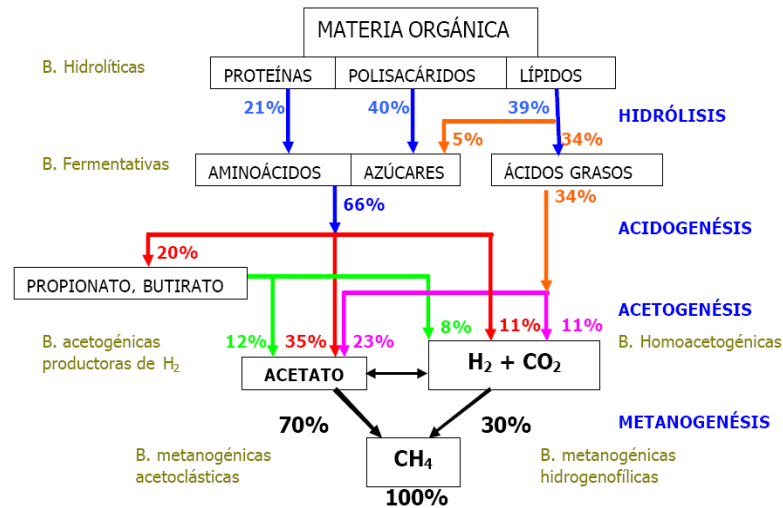 MATERIA ORGÁNICA
B. Hidrolíticas
PROTEÍNAS POLISACÁRIDOS LÍPIDOS
21% 40% 39%
HIDRÓLISIS
5% 34%
B. Fermentativas
AMINOÁCIDOS AZÚCARES ÁCIDOS GRASOS
66% 34%
ACIDOGENÉSIS
20%
PROPIONATO, BUTIRATO
ACETOGENÉSIS
B. acetogénicas
productoras de H2
12% 35% 23% 8% 11% 11%
B. Homoacetogénicas
ACETATO H2 + CO2
70% 30%
METANOGENÉSIS
B. metanogénicas
acetoclásticas
CH4
B. metanogénicas
hidrogenofílicas
100%